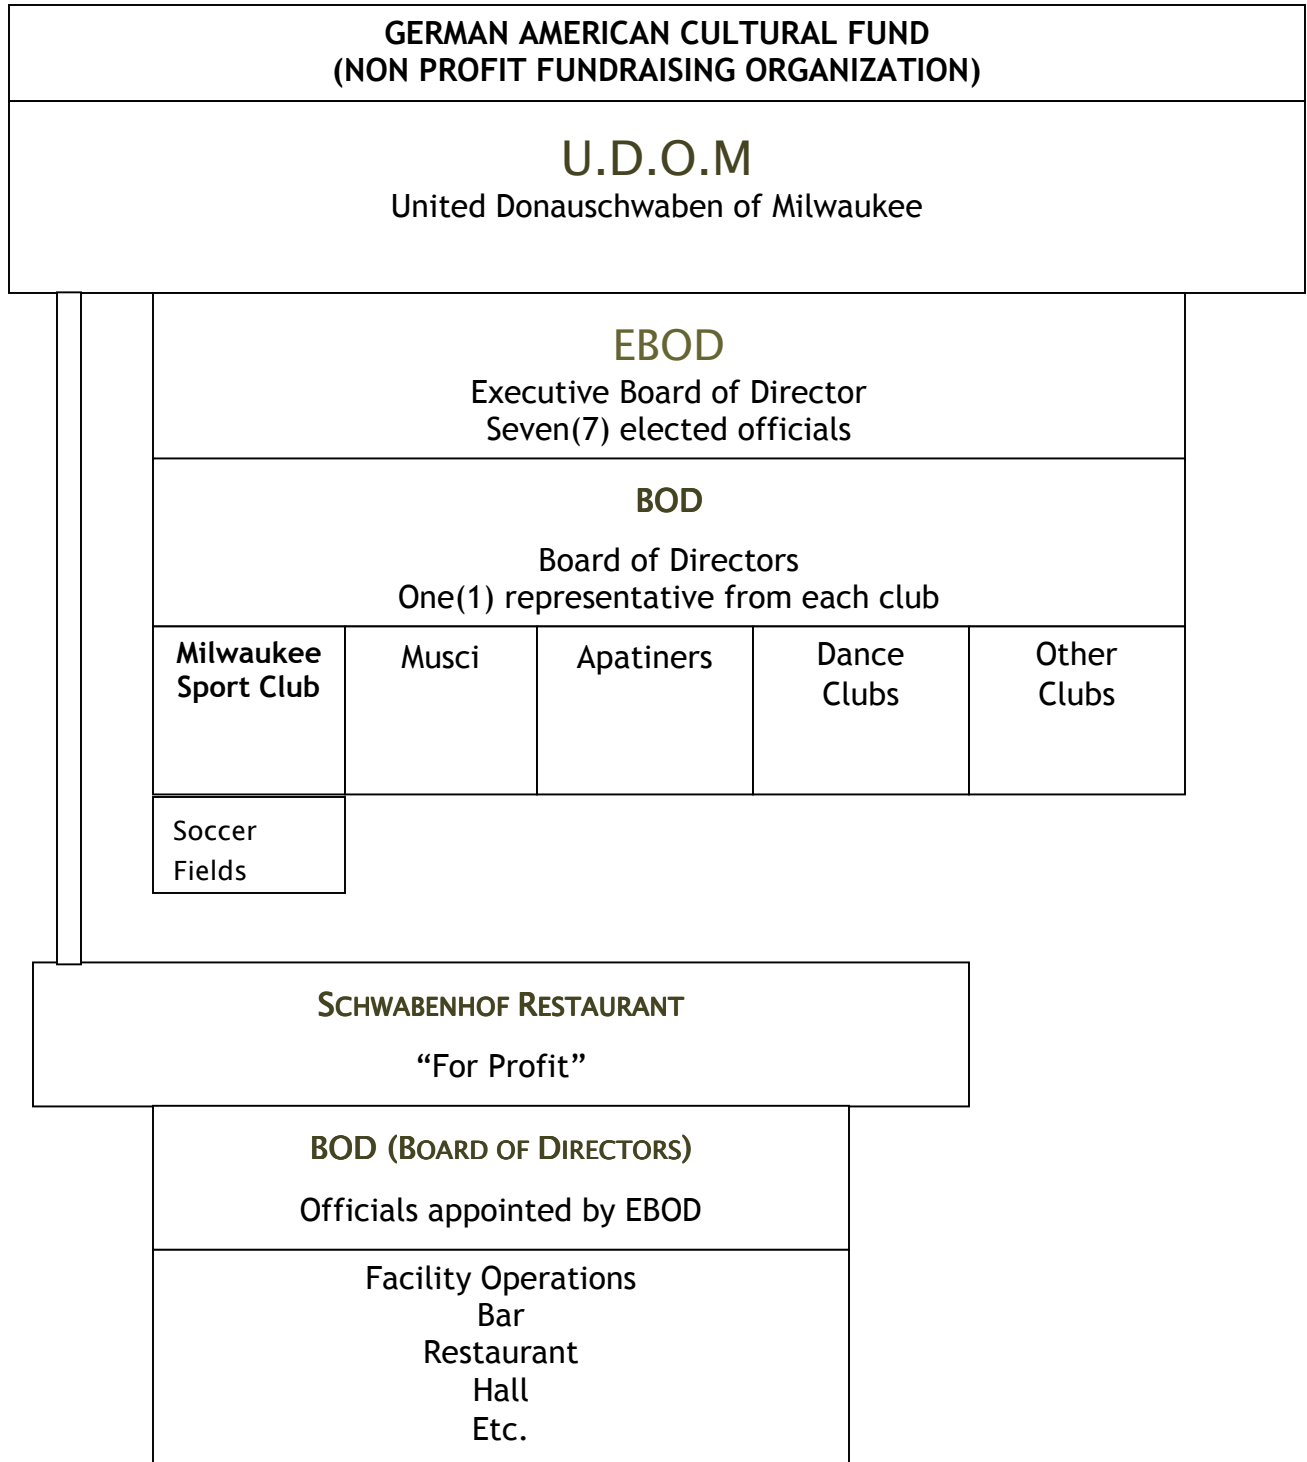 GERMAN AMERICAN CULTURAL FUND
(NON PROFIT FUNDRAISING ORGANIZATION)
U.D.O.M
United Donauschwaben of Milwaukee
EBOD
Executive Board of Director
Seven(7) elected officials
BOD
Board of Directors
One(1) representative from each club
Milwaukee
Sport Club
Musci
Apatiners
Dance
Clubs
Other
Clubs
Soccer
Fields
SCHWABENHOF RESTAURANT
“For Profit”
BOD (BOARD OF DIRECTORS)
Officials appointed by EBOD
Facility Operations
Bar
Restaurant
Hall
Etc.